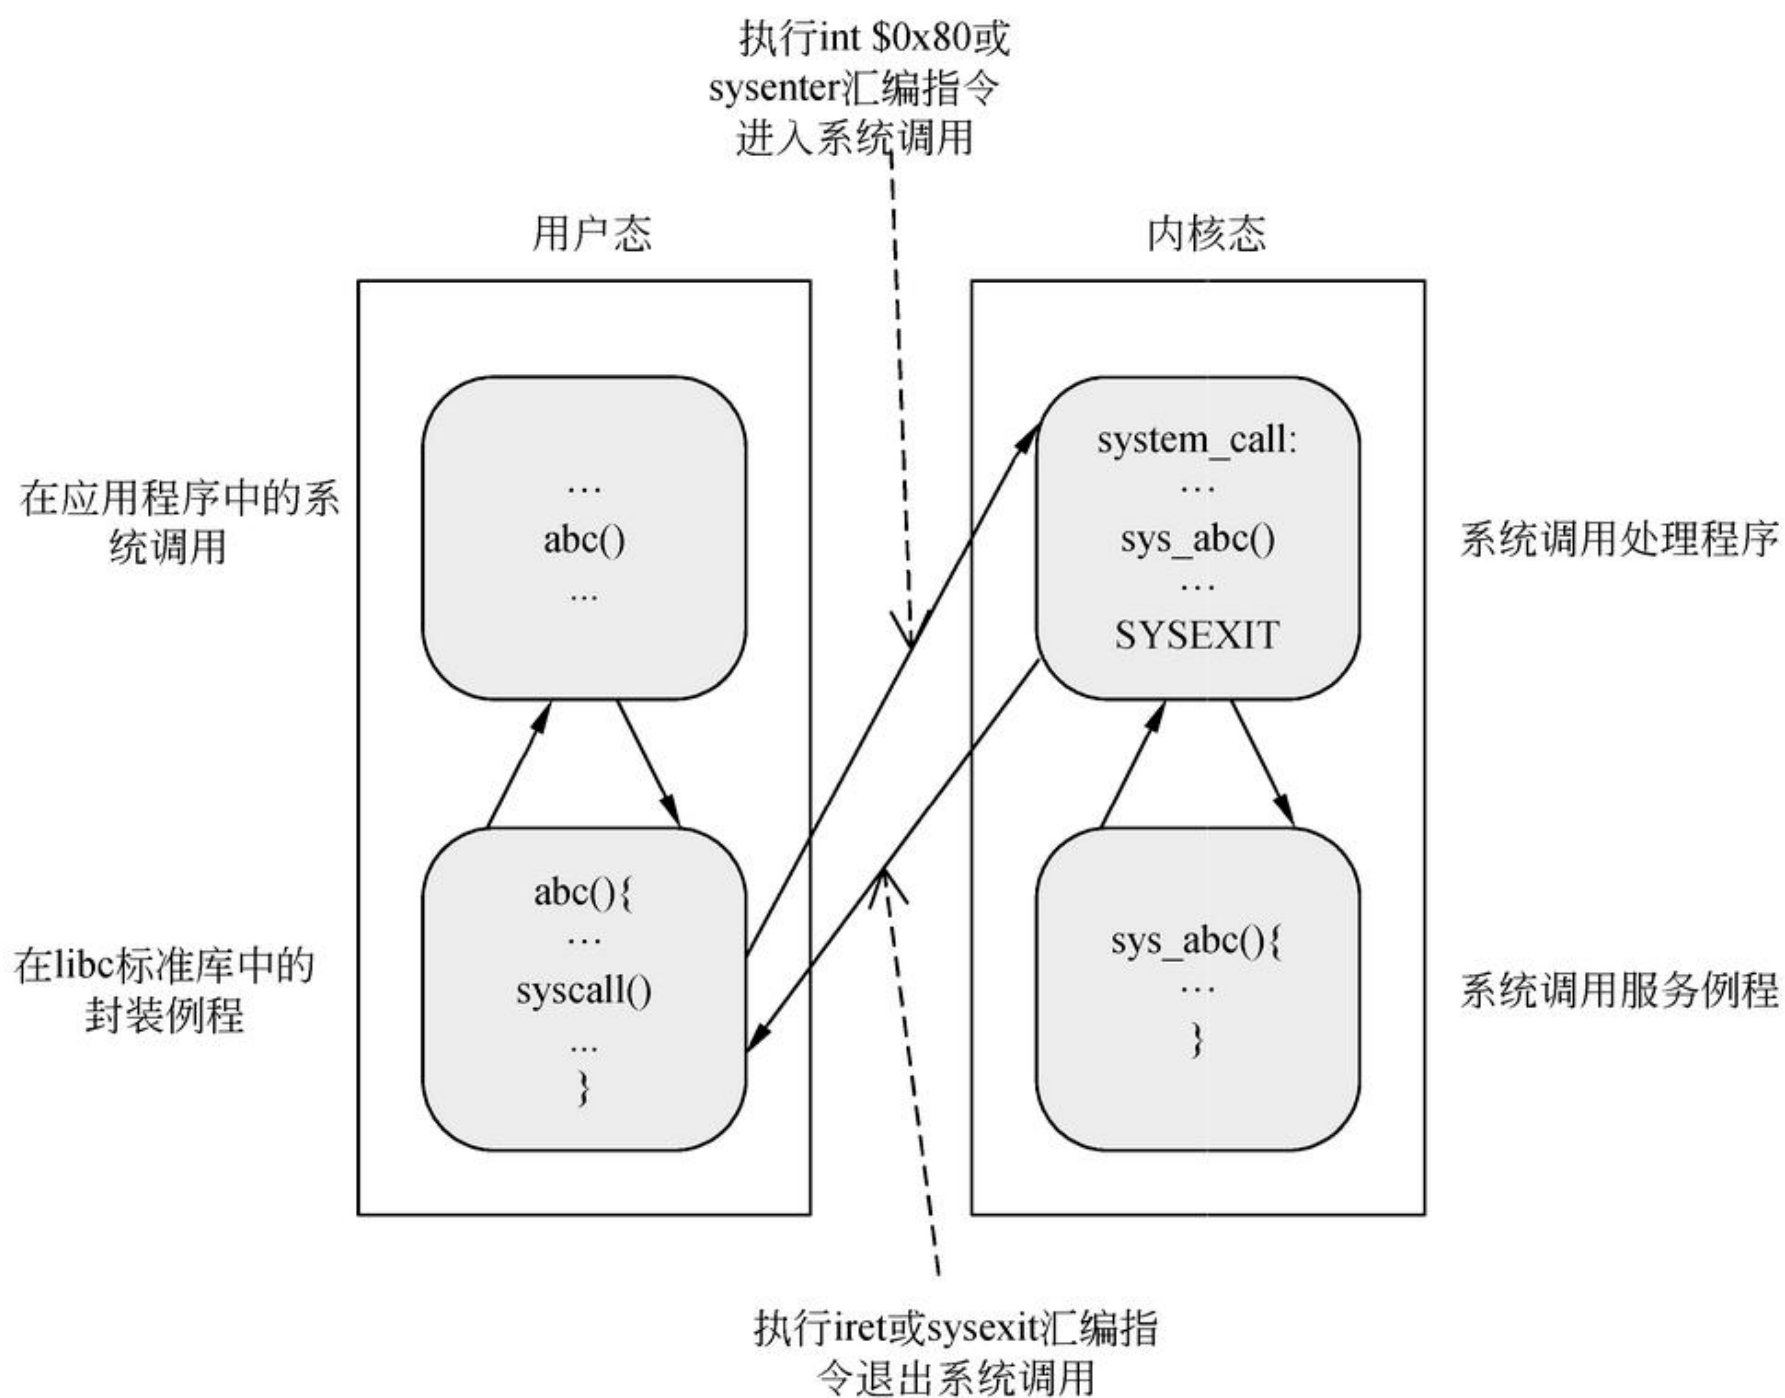 执行int $0x80或
sysenter汇编指令
进入系统调用
用户态
内核态
在应用程序中的系
统调用
…
abc()
...
system_call:
…
sys_abc()
…
SYSEXIT
系统调用处理程序
在libc标准库中的
封装例程
abc(){
…
syscall()
...
}
sys_abc(){
…
}
系统调用服务例程
执行iret或sysexit汇编指
令退出系统调用